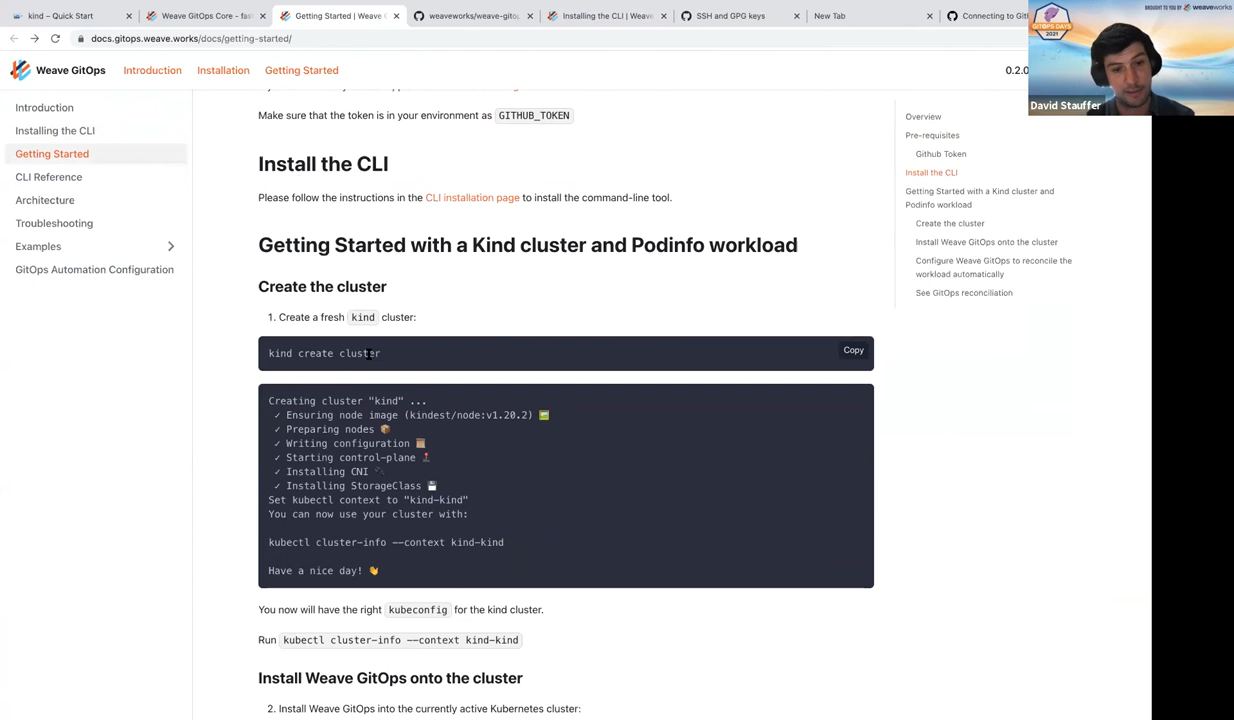 kind – Quick Start
Weave GitOps Core - fas
Getting Started | Weave G
weaveworks/weave-gitop
Installing the CLI | Weave
SSH and GPG keys
New Tab
Connecting to Git
docs.gitops.weave.works/docs/getting-started/
BROUGHT TO YOU BY weaveworks
GITOPS DAYS
2021
David Stauffer
Weave GitOps
Introduction
Installation
Getting Started
0.2.0
Introduction
Installing the CLI
Getting Started
CLI Reference
Architecture
Troubleshooting
Examples
GitOps Automation Configuration
Make sure that the token is in your environment as GITHUB_TOKEN
Install the CLI
Please follow the instructions in the CLI installation page to install the command-line tool.
Getting Started with a Kind cluster and Podinfo workload
Create the cluster
1. Create a fresh kind cluster:
kind create cluster
Copy
Creating cluster "kind" ...
✓ Ensuring node image (kindest/node:v1.20.2) 🖼
✓ Preparing nodes 📦
✓ Writing configuration 📜
✓ Starting control-plane 🕹
✓ Installing CNI 🔌
✓ Installing StorageClass 💾
Set kubectl context to "kind-kind"
You can now use your cluster with:
kubectl cluster-info --context kind-kind
Have a nice day! 👋
You now will have the right kubeconfig for the kind cluster.
Run kubectl cluster-info --context kind-kind
Install Weave GitOps onto the cluster
2. Install Weave GitOps into the currently active Kubernetes cluster:
Overview
Pre-requisites
Github Token
Install the CLI
Getting Started with a Kind cluster and
Podinfo workload
Create the cluster
Install Weave GitOps onto the cluster
Configure Weave GitOps to reconcile the
workload automatically
See GitOps reconciliation